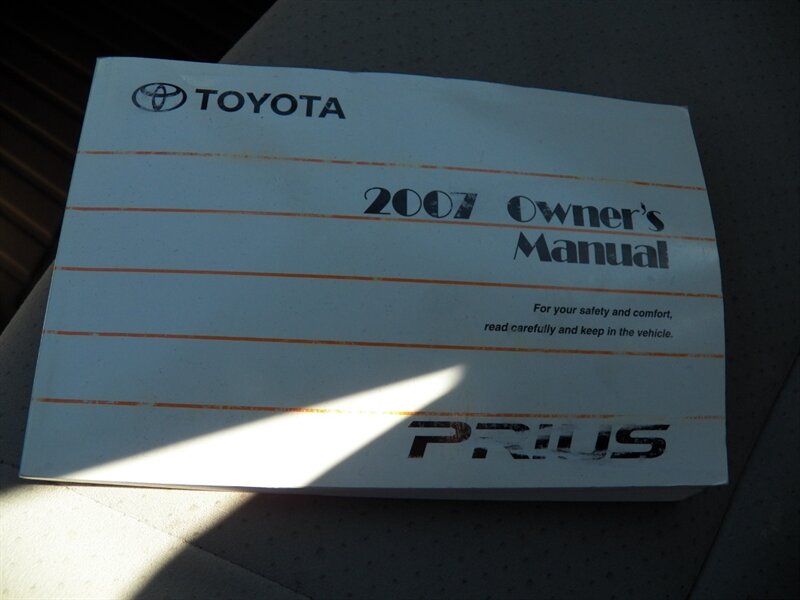 TOYOTA
2007 Owner's
Manual
For your safety and comfort,
read carefully and keep in the vehicle.
PRIUS